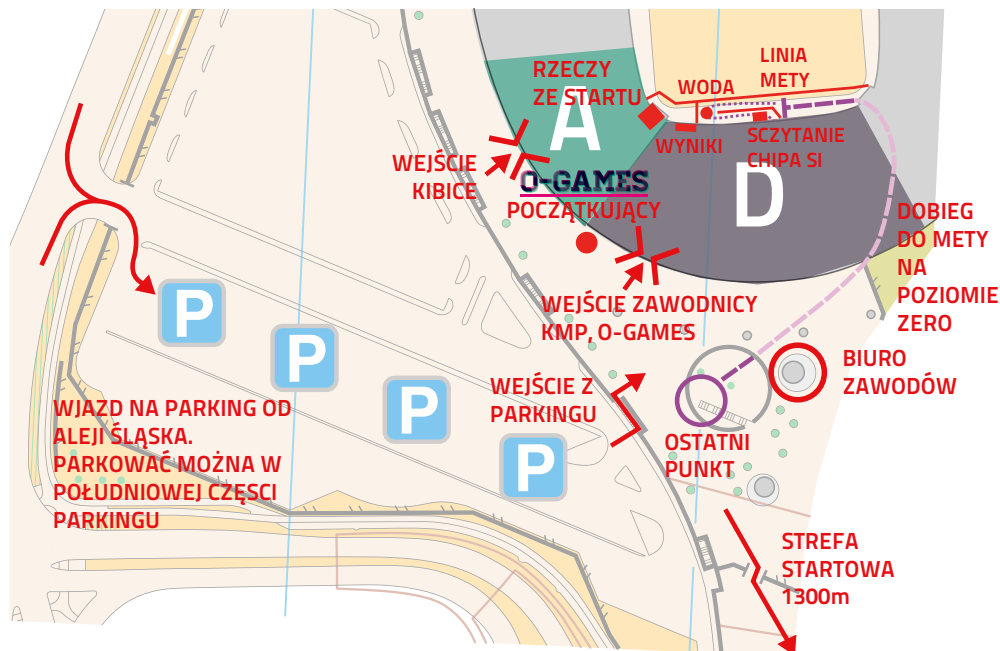 LINIA
METY
RZECZY
ZE STARTU
WODA
A
WYNIKI
SCZYTANIE
CHIPA SI
WEJŚCIE
KIBICE
O-GAMES
POCZĄTKUJĄCY
D
DOBIEG
DO METY
NA
POZIOMIE
ZERO
WEJŚCIE ZAWODNICY
KMP, O-GAMES
P
P
P
P
BIURO
ZAWODÓW
WEJŚCIE Z
PARKINGU
WJAZD NA PARKING OD
ALEJI ŚLĄSKA.
PARKOWAĆ MOŻNA W
POŁUDNIOWEJ CZĘSCI
PARKINGU
OSTATNI
PUNKT
STREFA
STARTOWA
1300m